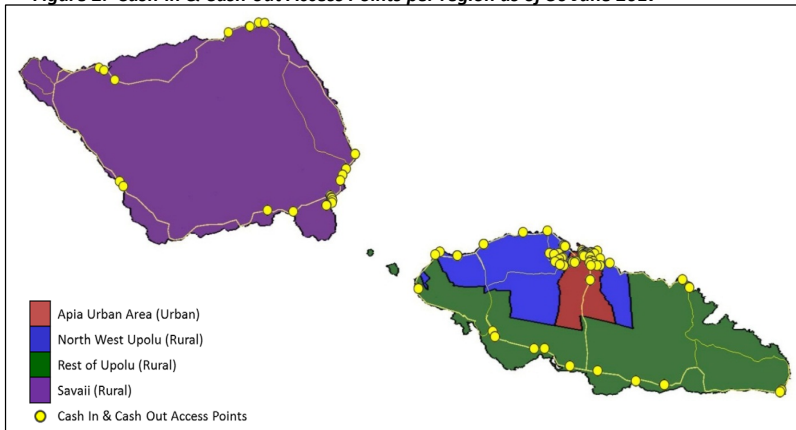 Figure 2: Cash In & Cash Out Access Points per region as of 30 June 2017
Apia Urban Area (Urban)
North West Upolu (Rural)
Rest of Upolu (Rural)
Savaii (Rural)
Cash In & Cash Out Access Points